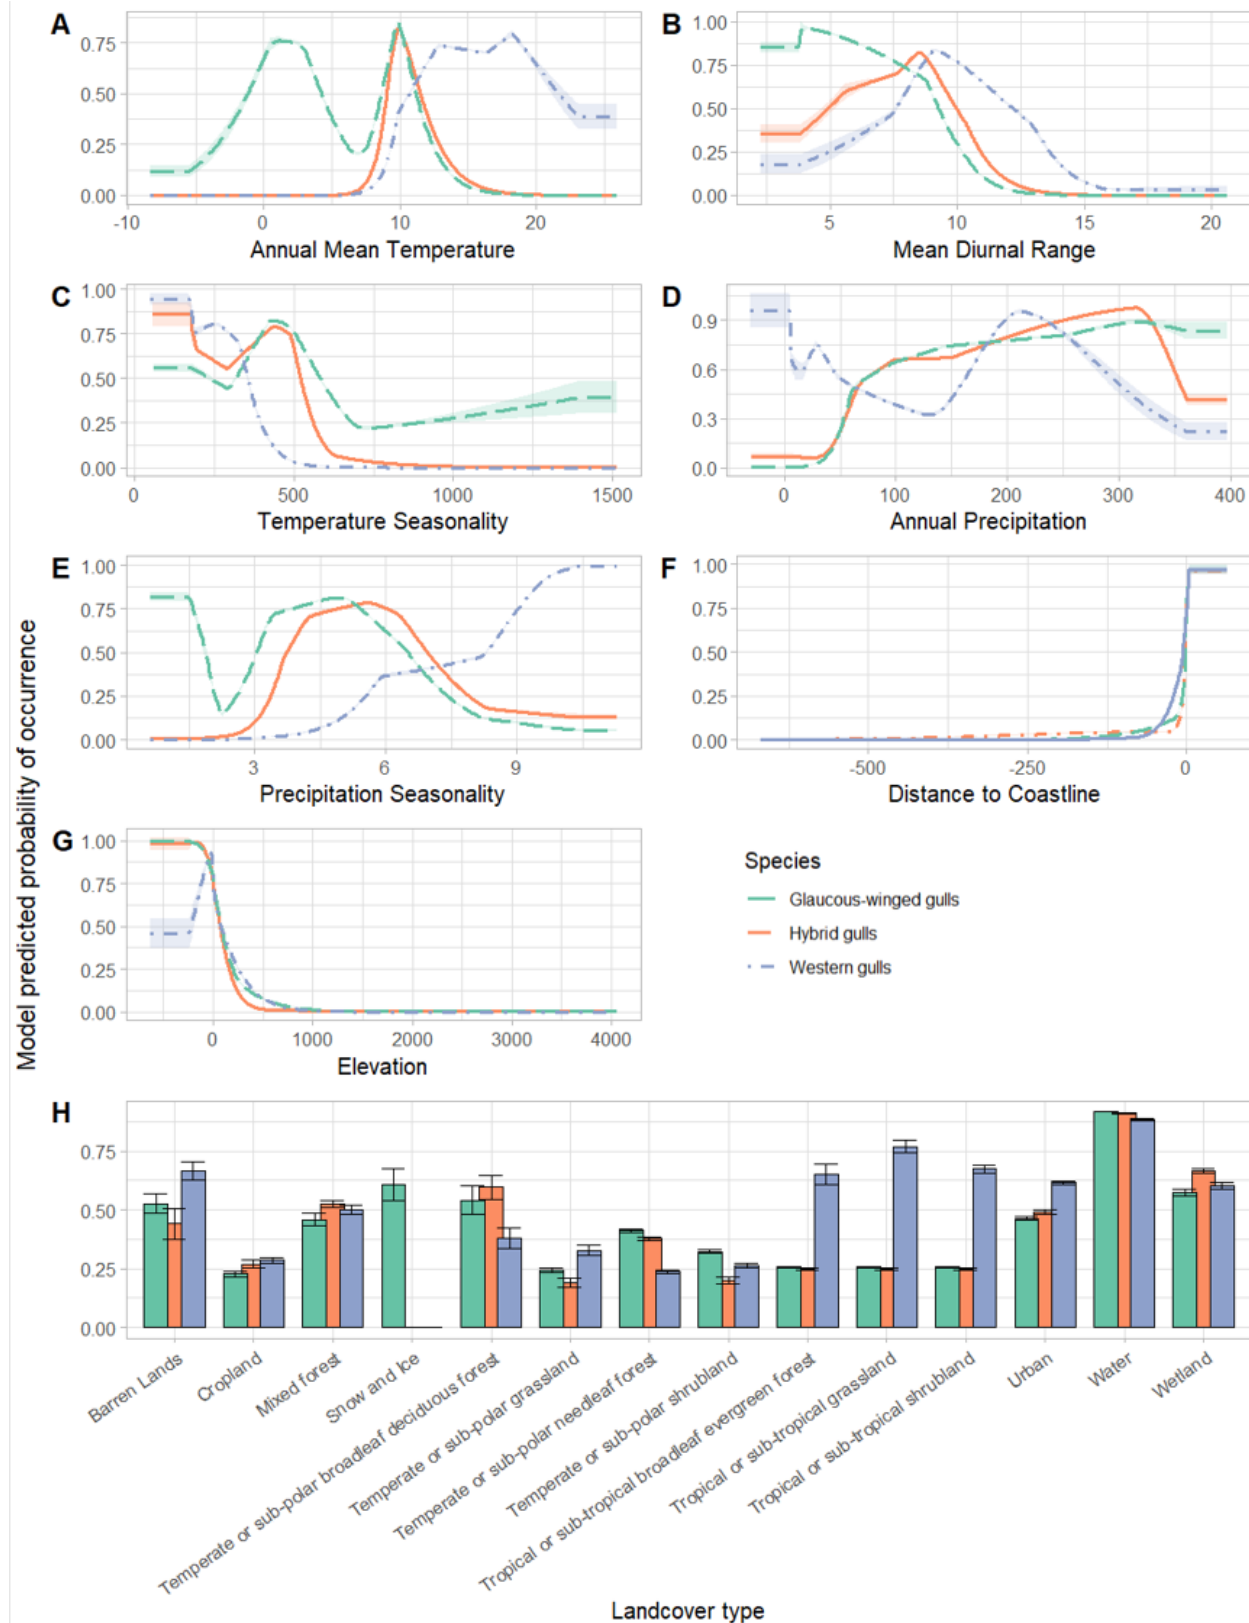 A
0.75
0.50
0.25
0.00
-10 0 10 20
Annual Mean Temperature
B
1.00
0.75
0.50
0.25
0.00
5 10 15 20
Mean Diurnal Range
C
1.00
0.75
0.50
0.25
0.00
0 500 1000 1500
Temperature Seasonality
D
0.9
0.6
0.3
0.0
0 100 200 300 400
Annual Precipitation
E
1.00
0.75
0.50
0.25
0.00
3 6 9
Precipitation Seasonality
F
1.00
0.75
0.50
0.25
0.00
-500 -250 0
Distance to Coastline
G
1.00
0.75
0.50
0.25
0.00
0 1000 2000 3000 4000
Elevation
Species
Glaucous-winged gulls
Hybrid gulls
Western gulls
Model predicted probability of occurrence
H
0.75
0.50
0.25
0.00
Barren Lands
Cropland
Mixed forest
Snow and Ice
Temperate or sub-polar broadleaf deciduous forest
Temperate or sub-polar grassland
Temperate or sub-polar needleaf forest
Temperate or sub-polar shrubland
Tropical or sub-tropical broadleaf evergreen forest
Tropical or sub-tropical grassland
Tropical or sub-tropical shrubland
Urban
Water
Wetland
Landcover type